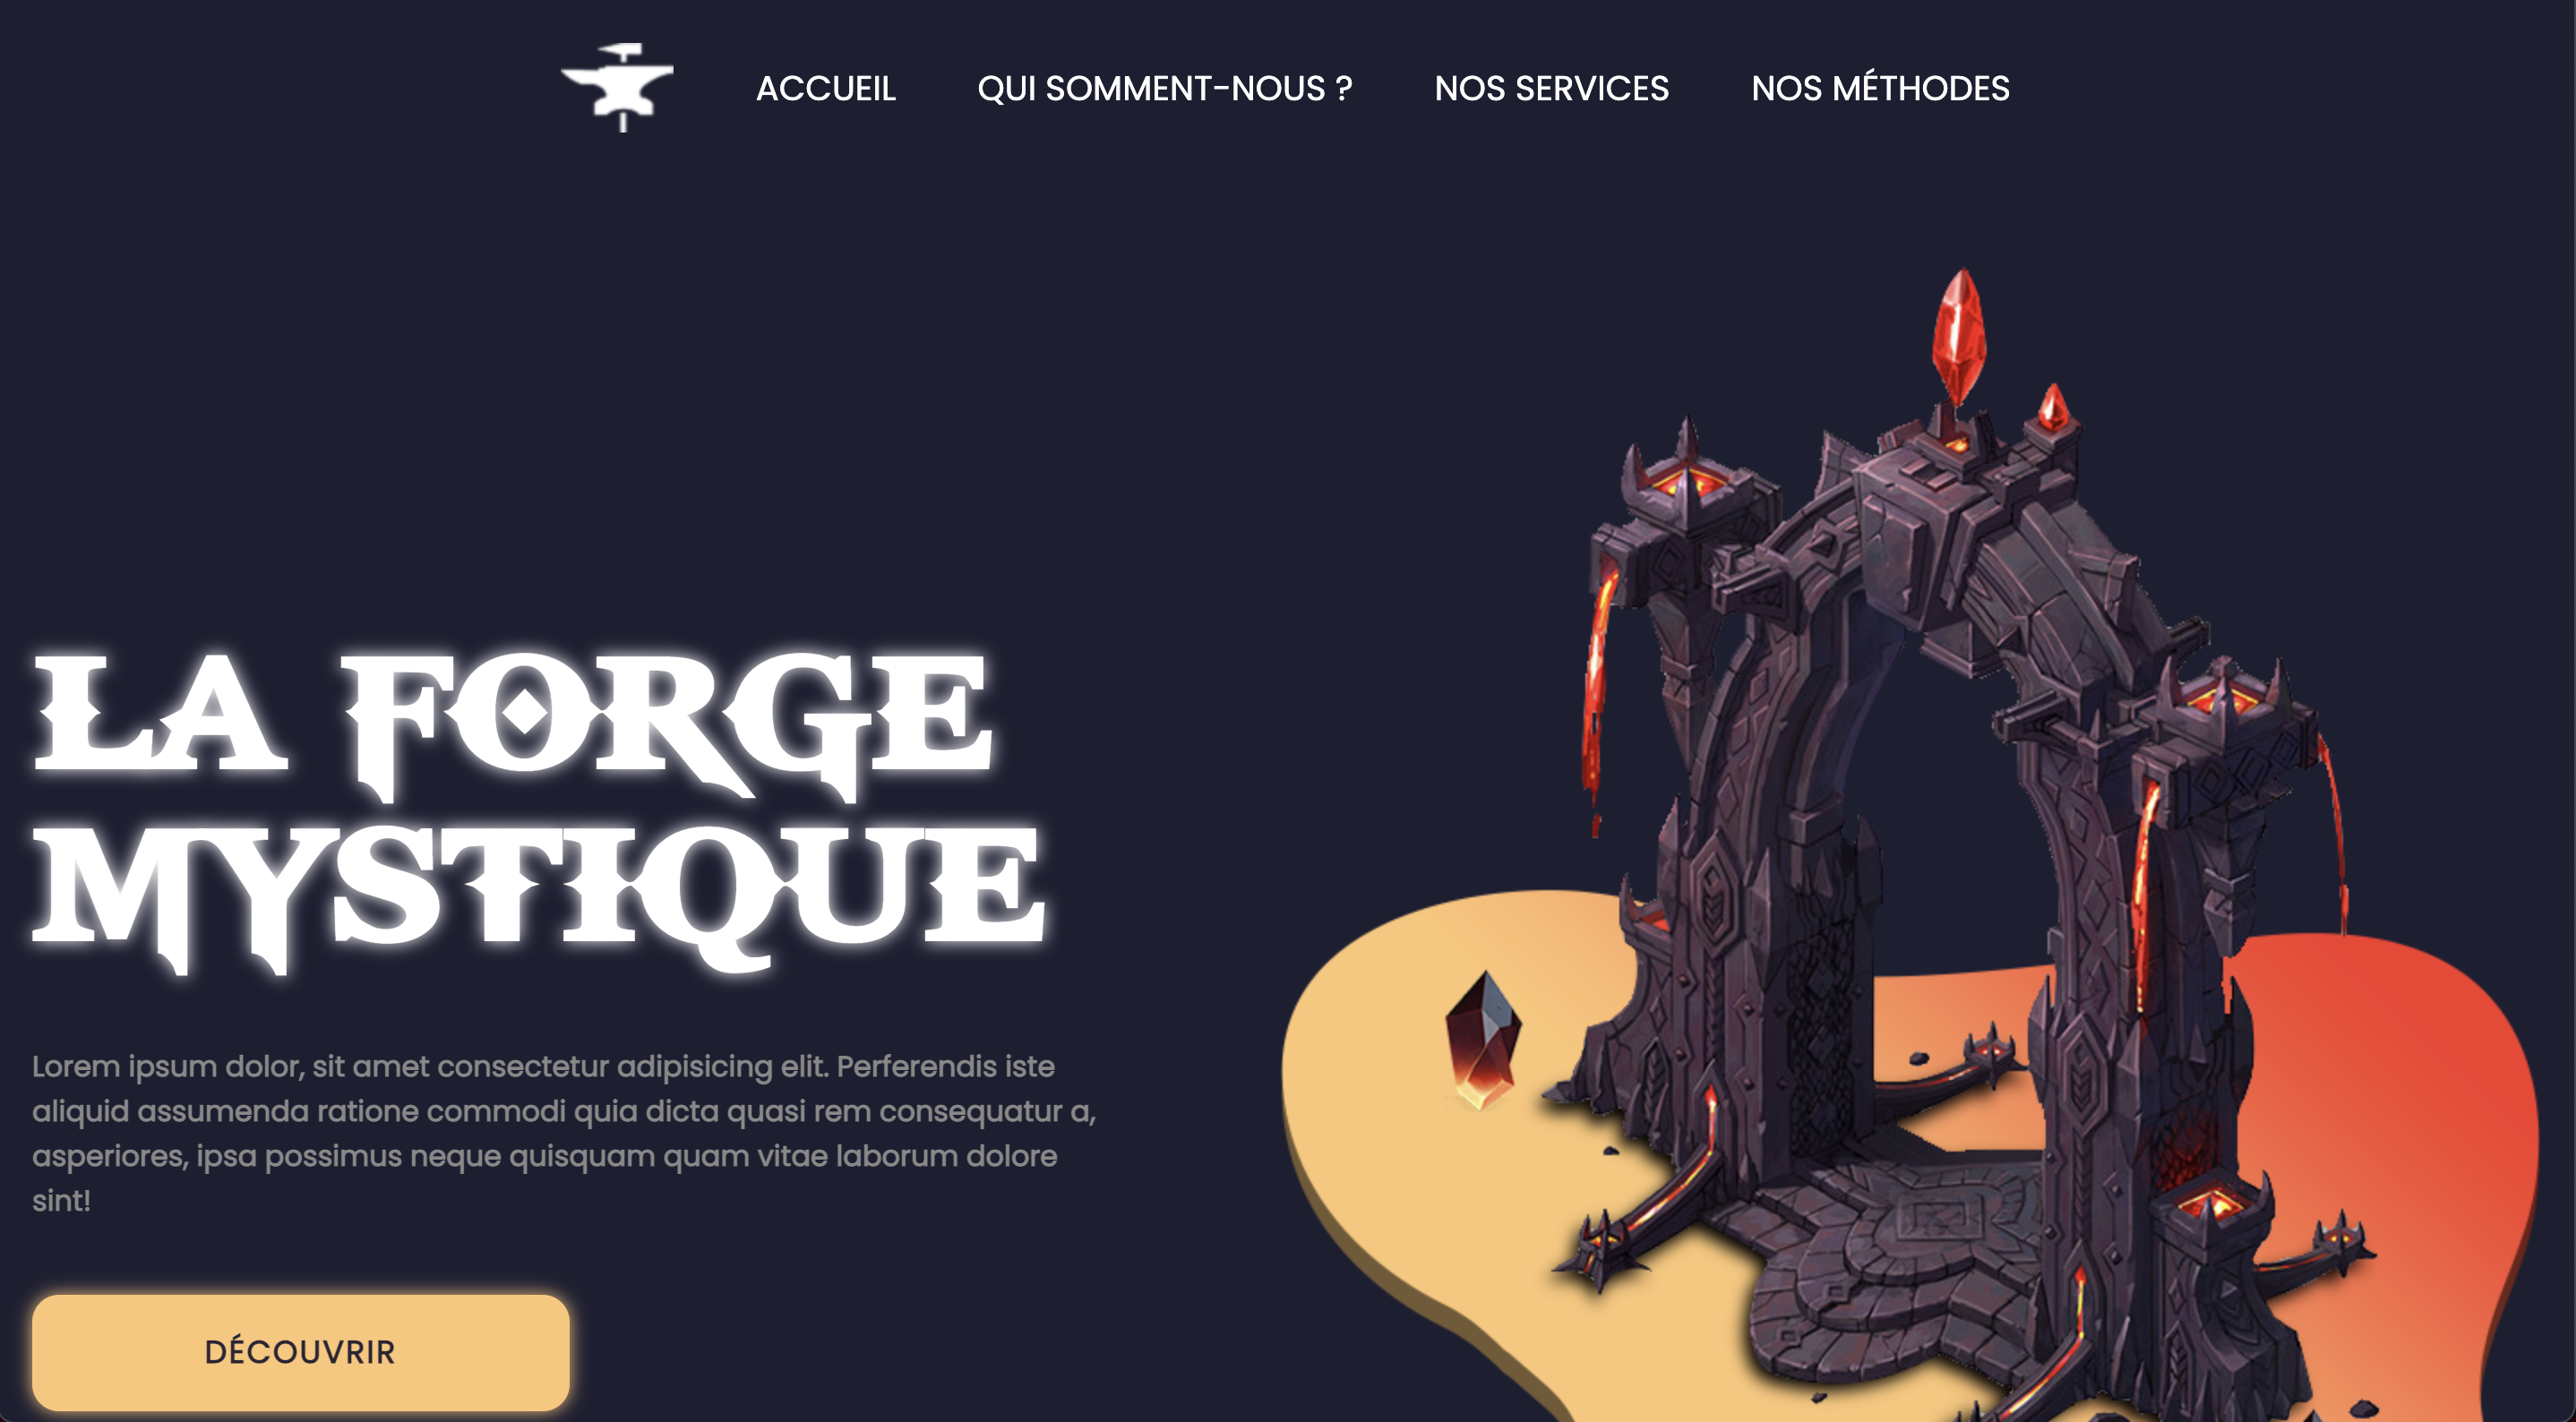 ACCUEIL QUI SOMMENT-NOUS ? NOS SERVICES NOS MÉTHODES
LA FORGE
MYSTIQUE
Lorem ipsum dolor, sit amet consectetur adipisicing elit. Perferendis iste
aliquid assumenda ratione commodi quia dicta quasi rem consequatur a,
asperiores, ipsa possimus neque quisquam quam vitae laborum dolore
sint!
DÉCOUVRIR